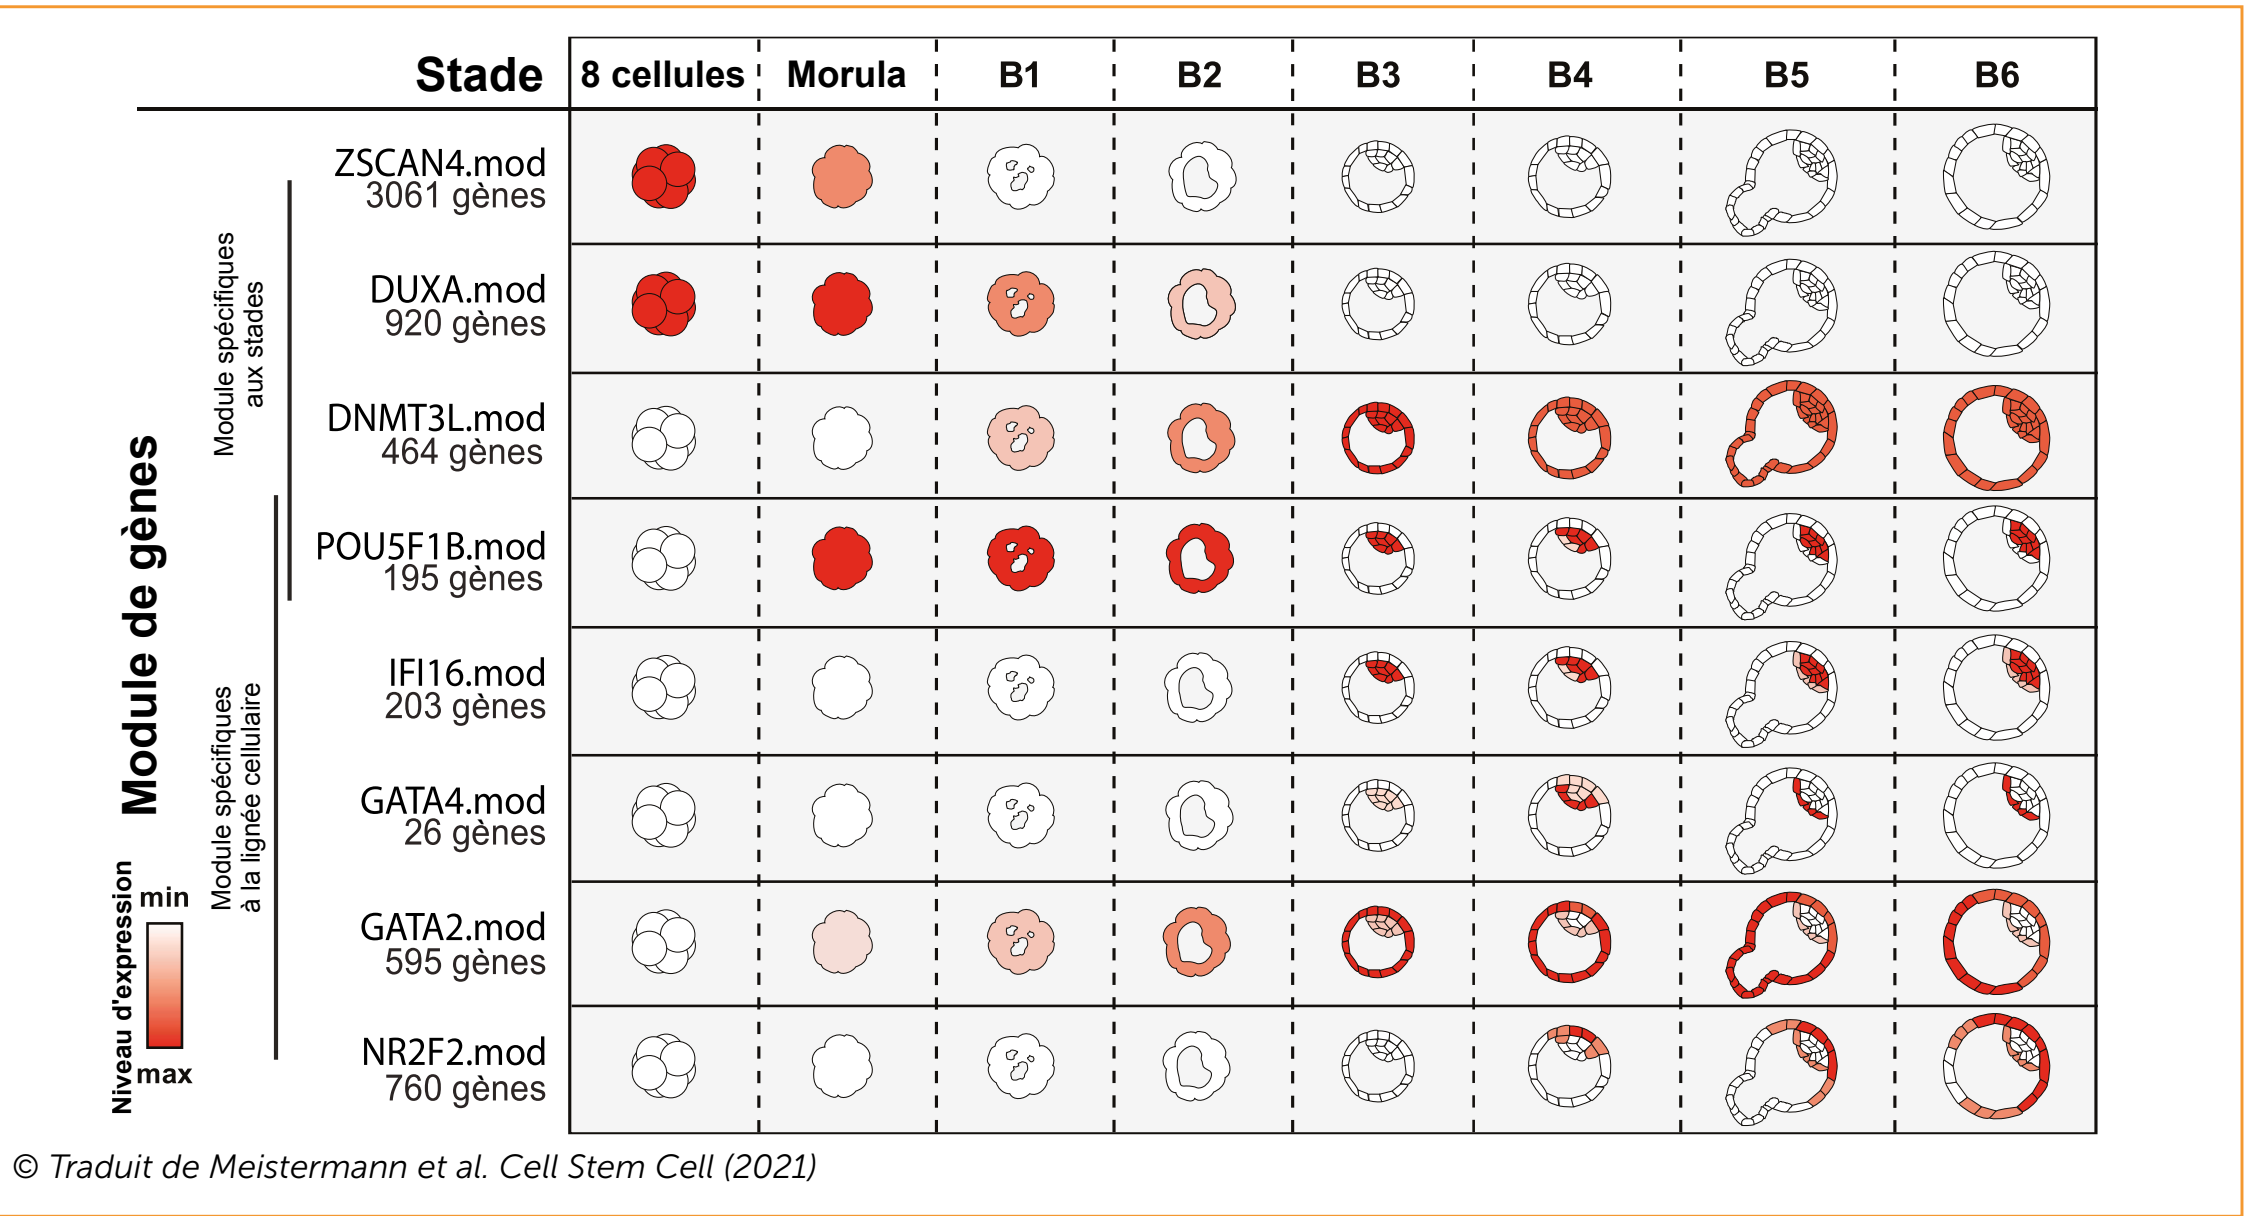 Stade 8 cellules Morula B1 B2 B3 B4 B5 B6
Module de gènes
Module spécifiques
aux stades
ZSCAN4.mod
3061 gènes
DUXA.mod
920 gènes
DNMT3L.mod
464 gènes
POU5F1B.mod
195 gènes
Module spécifiques
à la lignée cellulaire
IFI16.mod
203 gènes
GATA4.mod
26 gènes
GATA2.mod
595 gènes
NR2F2.mod
760 gènes
Niveau d'expression
min
max
© Traduit de Meistermann et al. Cell Stem Cell (2021)